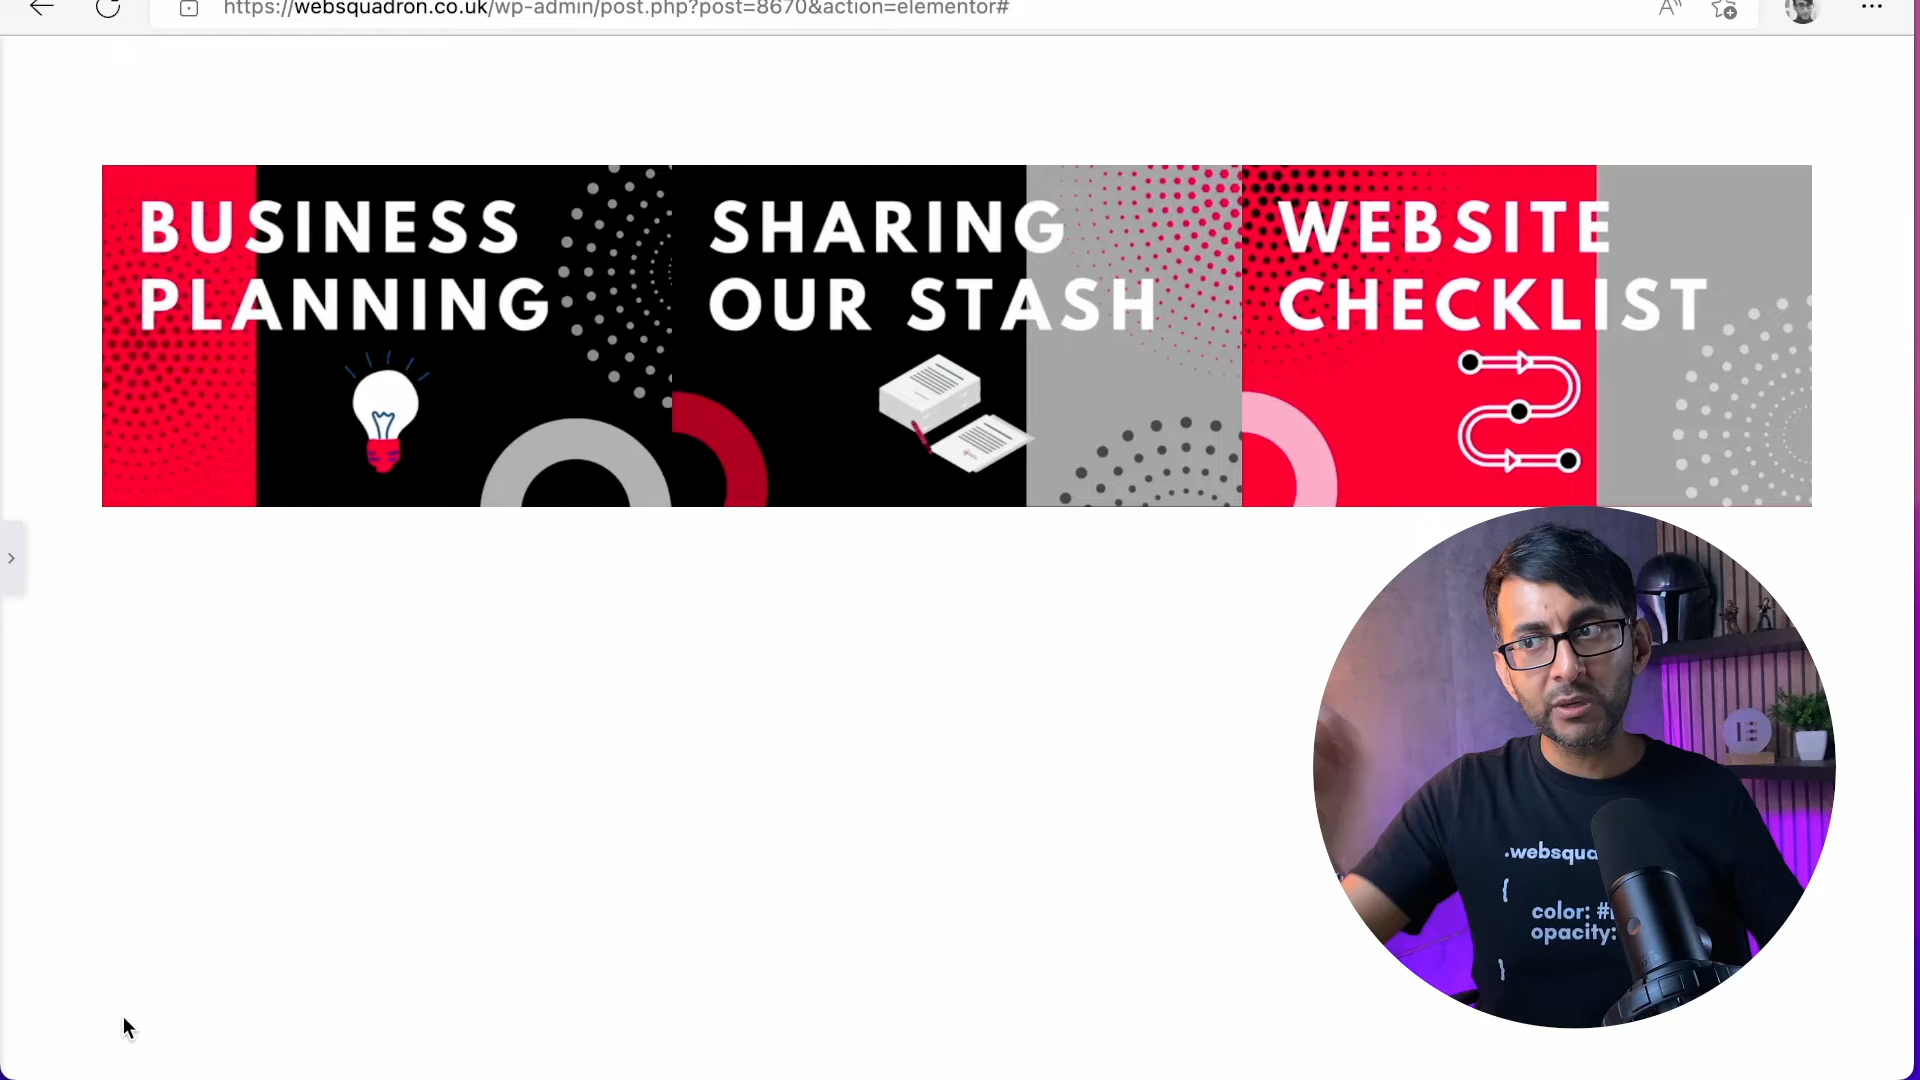 https://websquadron.co.uk/wp-admin/post.php?post=8670&action=elementor#
BUSINESS
PLANNING
SHARING
OUR STASH
WEBSITE
CHECKLIST
{
color:
opacity:
}